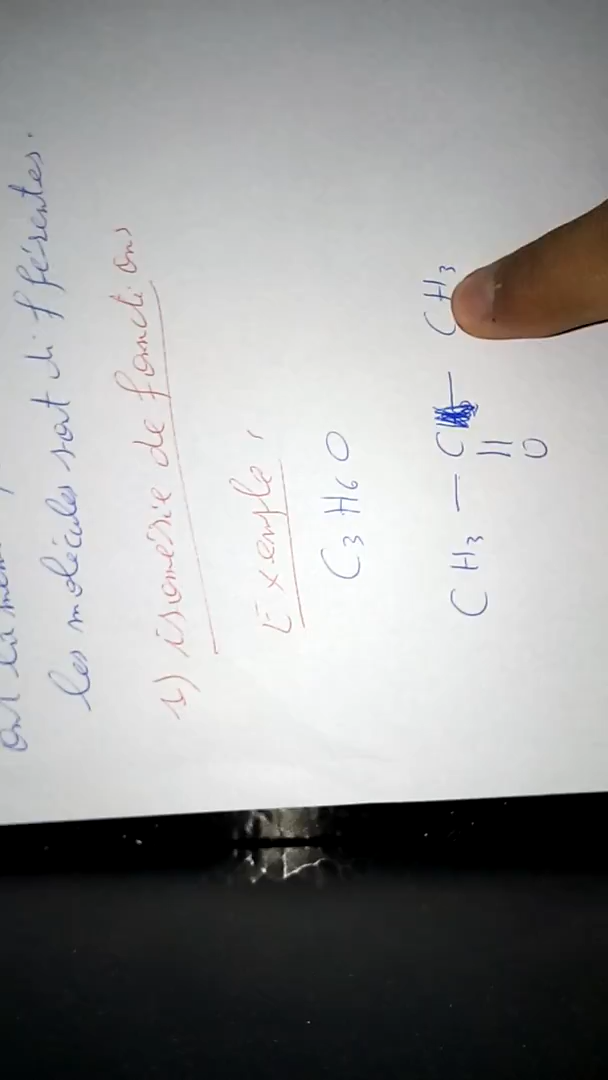 les molécules sont différentes.
1) isomérie de fonctions
Exemple :
C3H6O
CH3 — C — CH3
||
O